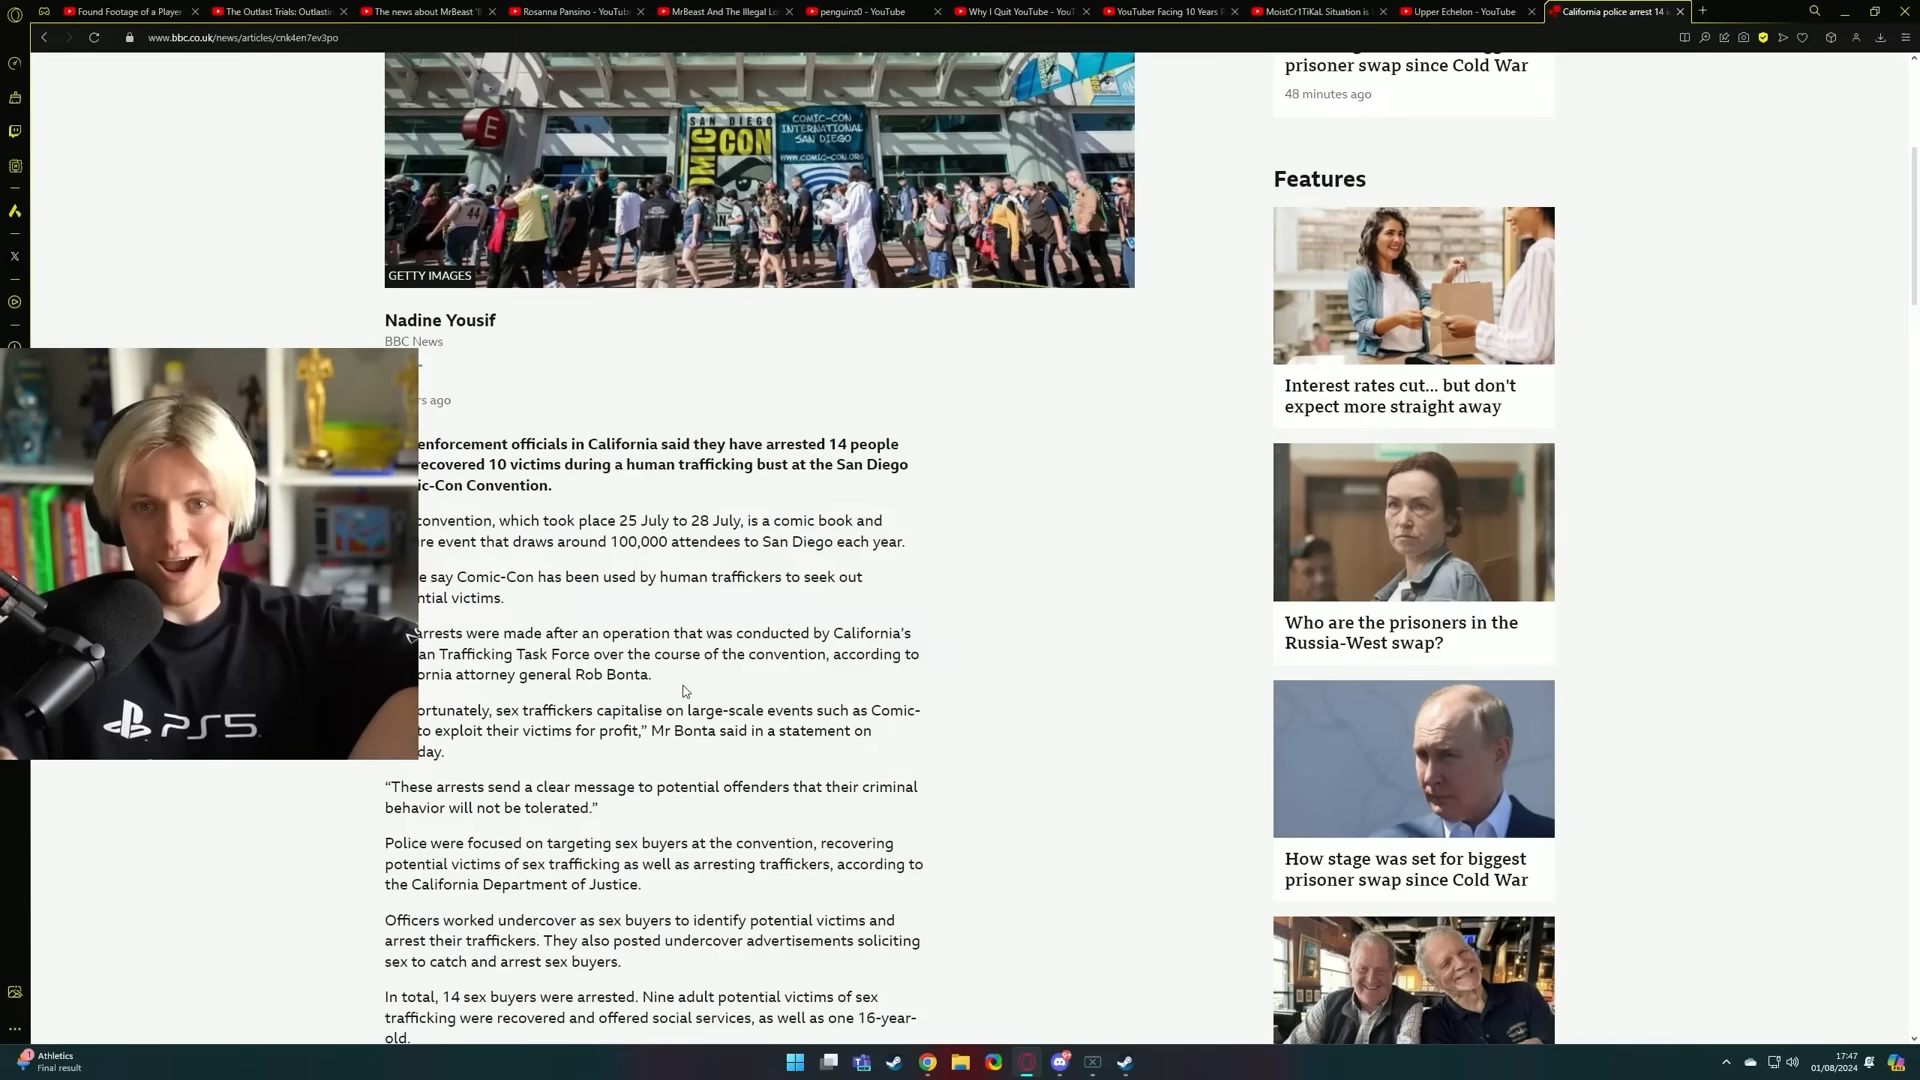 Found Footage of a Player
The Outlast Trials: Outlastin
The news about MrBeast 'B
Rosanna Pansino - YouTube
MrBeast And The Illegal Lo
penguinz0 - YouTube
Why I Quit YouTube - YouT
YouTuber Facing 10 Years P
MoistCr1TiKaL Situation is
Upper Echelon - YouTube
California police arrest 14 i
www.bbc.co.uk/news/articles/cnk4en7ev3po
prisoner swap since Cold War
48 minutes ago
SAN DIEGO
COMIC CON
COMIC-CON
INTERNATIONAL
SAN DIEGO
WWW.COMIC-CON.ORG
E
44
GETTY IMAGES
Features
Interest rates cut... but don't
expect more straight away
Who are the prisoners in the
Russia-West swap?
How stage was set for biggest
prisoner swap since Cold War
Nadine Yousif
BBC News
rs ago
enforcement officials in California said they have arrested 14 people
recovered 10 victims during a human trafficking bust at the San Diego
ic-Con Convention.
convention, which took place 25 July to 28 July, is a comic book and
re event that draws around 100,000 attendees to San Diego each year.
e say Comic-Con has been used by human traffickers to seek out
ntial victims.
arrests were made after an operation that was conducted by California's
an Trafficking Task Force over the course of the convention, according to
ornia attorney general Rob Bonta.
ortunately, sex traffickers capitalise on large-scale events such as Comic-
to exploit their victims for profit,” Mr Bonta said in a statement on
day.
“These arrests send a clear message to potential offenders that their criminal
behavior will not be tolerated.”
Police were focused on targeting sex buyers at the convention, recovering
potential victims of sex trafficking as well as arresting traffickers, according to
the California Department of Justice.
Officers worked undercover as sex buyers to identify potential victims and
arrest their traffickers. They also posted undercover advertisements soliciting
sex to catch and arrest sex buyers.
In total, 14 sex buyers were arrested. Nine adult potential victims of sex
trafficking were recovered and offered social services, as well as one 16-year-
old.
PS5
Athletics
Final result
17:47
01/08/2024